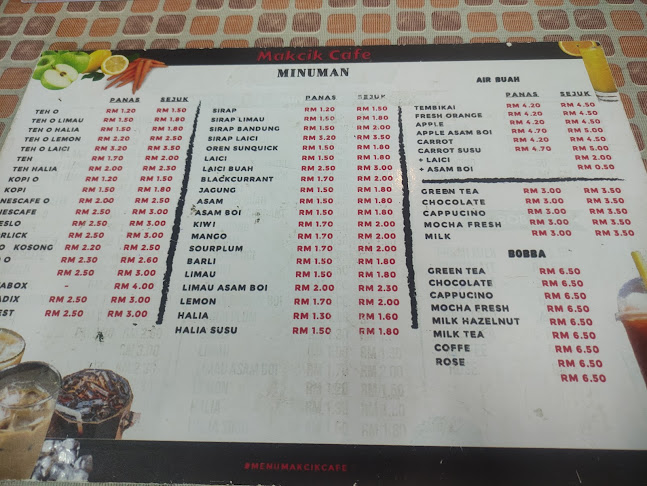 Makcik Cafe
MINUMAN
PANAS SEJUK
TEH O RM 1.20 RM 1.50
TEH O LIMAU RM 1.50 RM 1.80
TEH O HALIA RM 1.50 RM 1.80
TEH O LEMON RM 2.20 RM 2.50
TEH O LAICI RM 3.20 RM 3.50
TEH RM 1.70 RM 2.00
TEH HALIA RM 2.00 RM 2.50
KOPI O RM 1.20 RM 1.50
KOPI RM 1.50 RM 1.80
NESCAFE O RM 2.00 RM 2.50
NESCAFE RM 2.50 RM 3.00
ESLO RM 2.50 RM 3.00
RLICK RM 2.50 RM 3.00
O KOSONG RM 2.20 RM 2.50
O RM 2.30 RM 2.60
RM 2.50 RM 3.00
ABOX - RM 4.00
ADIX RM 2.50 RM 3.00
EST RM 2.50 RM 3.00
PANAS SEJUK
SIRAP RM 1.20 RM 1.50
SIRAP LIMAU RM 1.50 RM 1.80
SIRAP BANDUNG RM 1.50 RM 2.00
SIRAP LAICI RM 3.20 RM 3.50
OREN SUNQUICK RM 1.50 RM 1.80
LAICI RM 1.50 RM 2.00
LAICI BUAH RM 2.50 RM 3.00
BLACKCURRANT RM 1.70 RM 2.00
JAGUNG RM 1.50 RM 1.80
ASAM RM 1.50 RM 1.80
ASAM BOI RM 1.50 RM 1.80
KIWI RM 1.70 RM 2.00
MANGO RM 1.70 RM 2.00
SOURPLUM RM 1.70 RM 2.00
BARLI RM 1.50 RM 1.80
LIMAU RM 1.50 RM 1.80
LIMAU ASAM BOI RM 2.00 RM 2.30
LEMON RM 1.70 RM 2.00
HALIA RM 1.30 RM 1.60
HALIA SUSU RM 1.50 RM 1.80
AIR BUAH
PANAS SEJUK
TEMBIKAI RM 4.20 RM 4.50
FRESH ORANGE RM 4.20 RM 4.50
APPLE RM 4.20 RM 4.50
APPLE ASAM BOI RM 4.70 RM 5.00
CARROT RM 4.20 RM 4.50
CARROT SUSU RM 4.70 RM 5.00
+ LAICI RM 2.00
+ ASAM BOI RM 0.50
GREEN TEA RM 3.00 RM 3.50
CHOCOLATE RM 3.00 RM 3.50
CAPPUCINO RM 3.00 RM 3.50
MOCHA FRESH RM 3.00 RM 3.50
MILK RM 3.00 RM 3.50
BOBBA
GREEN TEA RM 6.50
CHOCOLATE RM 6.50
CAPPUCINO RM 6.50
MOCHA FRESH RM 6.50
MILK HAZELNUT RM 6.50
MILK TEA RM 6.50
COFFE RM 6.50
ROSE RM 6.50
RM 6.50
#MENUMAKCIKCAFE